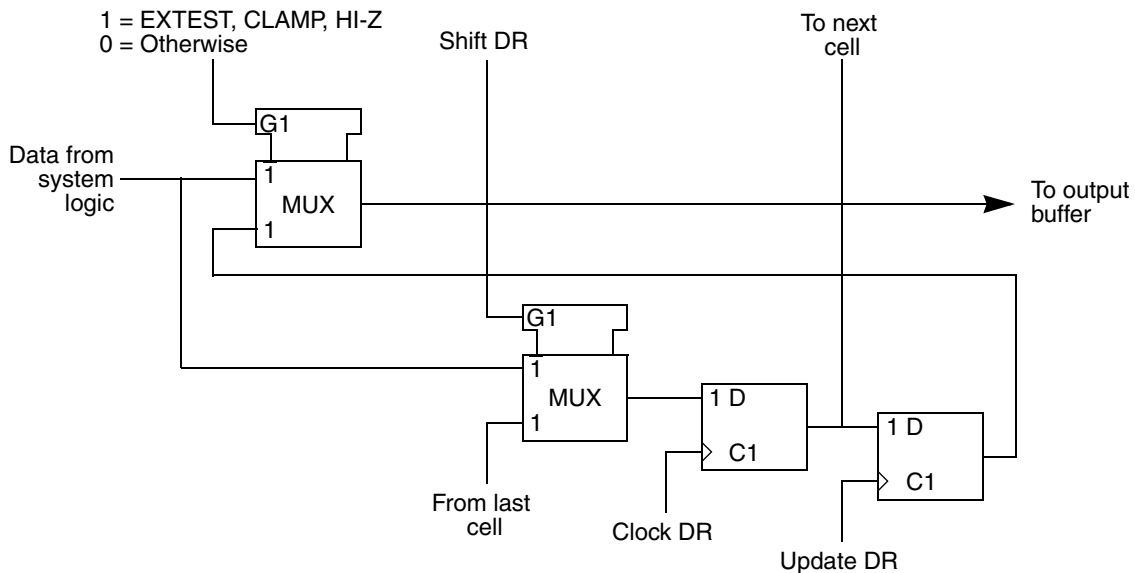 1 = EXTEST, CLAMP, HI-Z
0 = Otherwise
Shift DR
To next
cell
G1
Data from
system
logic
1
MUX
1
To output
buffer
G1
1
MUX
1
1 D
C1
1 D
C1
From last
cell
Clock DR
Update DR